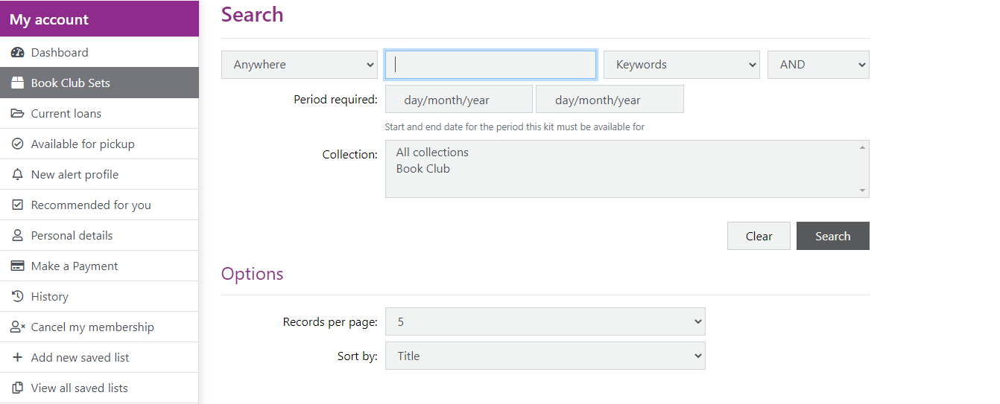 My account
Dashboard
Book Club Sets
Current loans
Available for pickup
New alert profile
Recommended for you
Personal details
Make a Payment
History
Cancel my membership
Add new saved list
View all saved lists
Search
Anywhere Keywords AND
Period required: day/month/year day/month/year
Start and end date for the period this kit must be available for
Collection: All collections
Book Club
Clear Search
Options
Records per page: 5
Sort by: Title